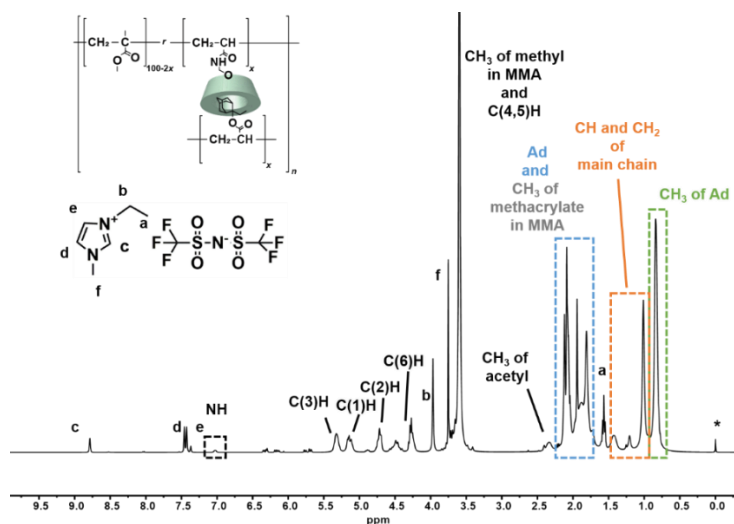 CH2
CH
r
CH2
CH
O
O
100-2x
O
NH
O
x
O
O
CH2
CH
x
n
b
e
a
N+
d
c
N
f
F
F
F
S
O
O
N-
S
O
O
F
F
F
CH3 of methyl
in MMA
and
C(4,5)H
Ad
and
CH3 of
methacrylate
in MMA
CH and CH2
of
main chain
CH3 of Ad
f
C(6)H
C(2)H
C(1)H
C(3)H
b
CH3 of
acetyl
a
c
d
e
NH
*
9.5 9.0 8.5 8.0 7.5 7.0 6.5 6.0 5.5 5.0 4.5 4.0 3.5 3.0 2.5 2.0 1.5 1.0 0.5 0.0
ppm